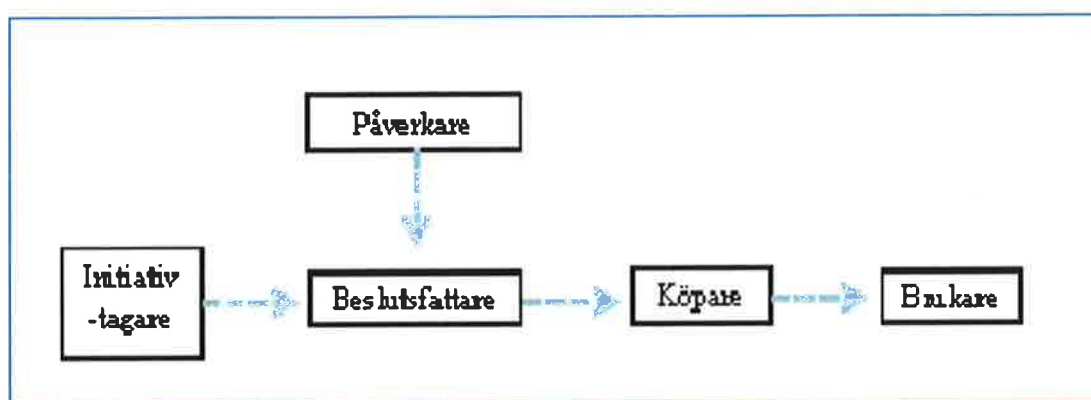 Påverkare
Initiativ
-tagare
Beslutsfattare
Köpare
Brukare